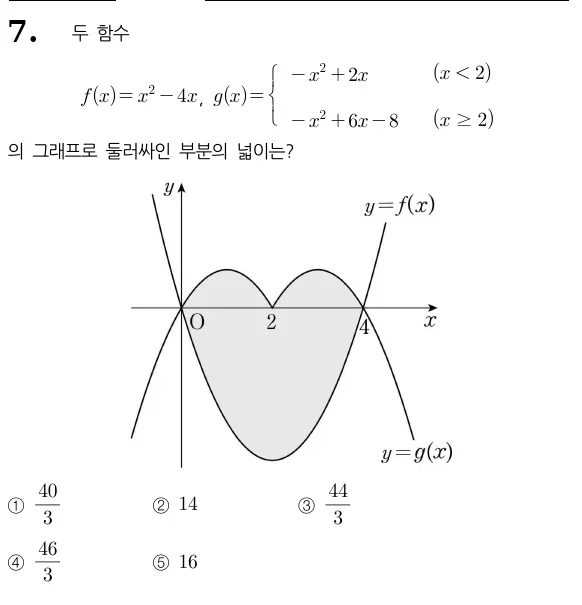 7. 두 함수
f(x)=x²−4x, g(x)={ −x²+2x (x<2)
−x²+6x−8 (x≥2)
의 그래프로 둘러싸인 부분의 넓이는?
y
y=f(x)
O 2 4 x
y=g(x)
① 40/3 ② 14 ③ 44/3
④ 46/3 ⑤ 16